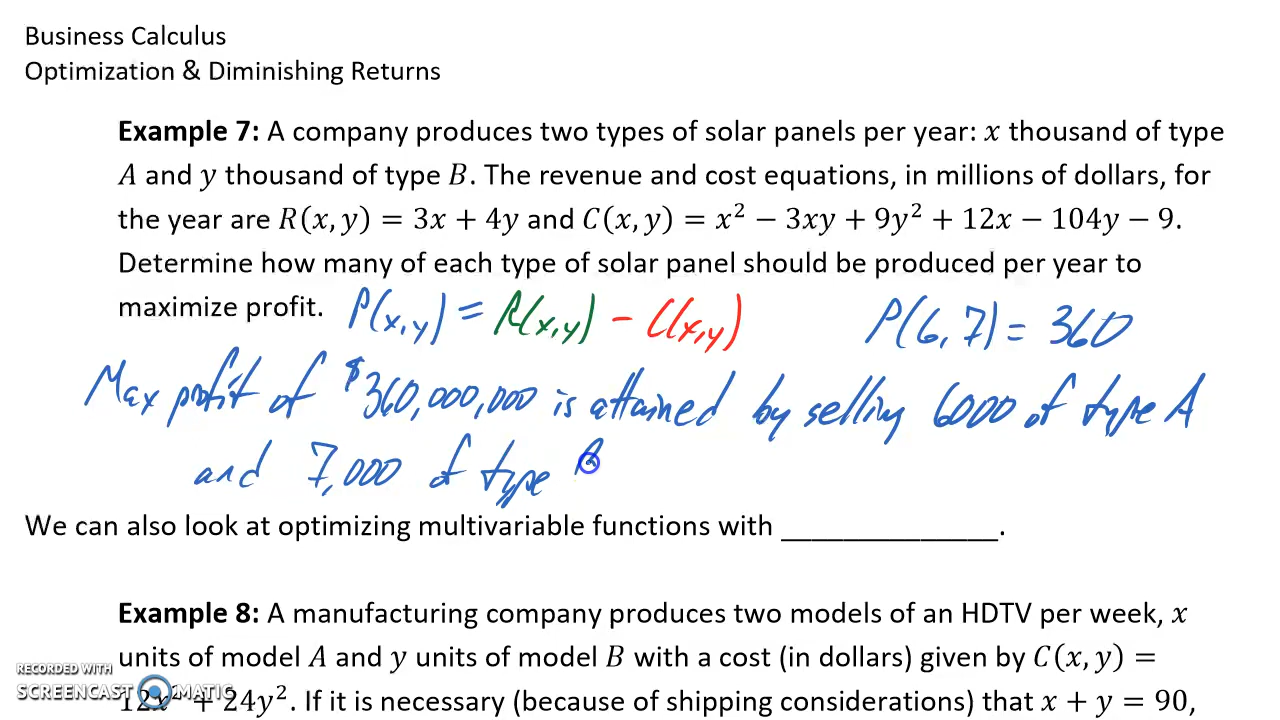 Business Calculus
Optimization & Diminishing Returns
Example 7: A company produces two types of solar panels per year: x thousand of type
A and y thousand of type B. The revenue and cost equations, in millions of dollars, for
the year are R(x, y) = 3x + 4y and C(x, y) = x² − 3xy + 9y² + 12x − 104y − 9.
Determine how many of each type of solar panel should be produced per year to
maximize profit. P(x,y) = R(x,y) − C(x,y) P(6,7) = 360
Max profit of $360,000,000 is attained by selling 6000 of type A
and 7,000 of type B
We can also look at optimizing multivariable functions with _______________.
Example 8: A manufacturing company produces two models of an HDTV per week, x
units of model A and y units of model B with a cost (in dollars) given by C(x, y) =
12x² + 24y². If it is necessary (because of shipping considerations) that x + y = 90,
RECORDED WITH
SCREENCAST MATIC